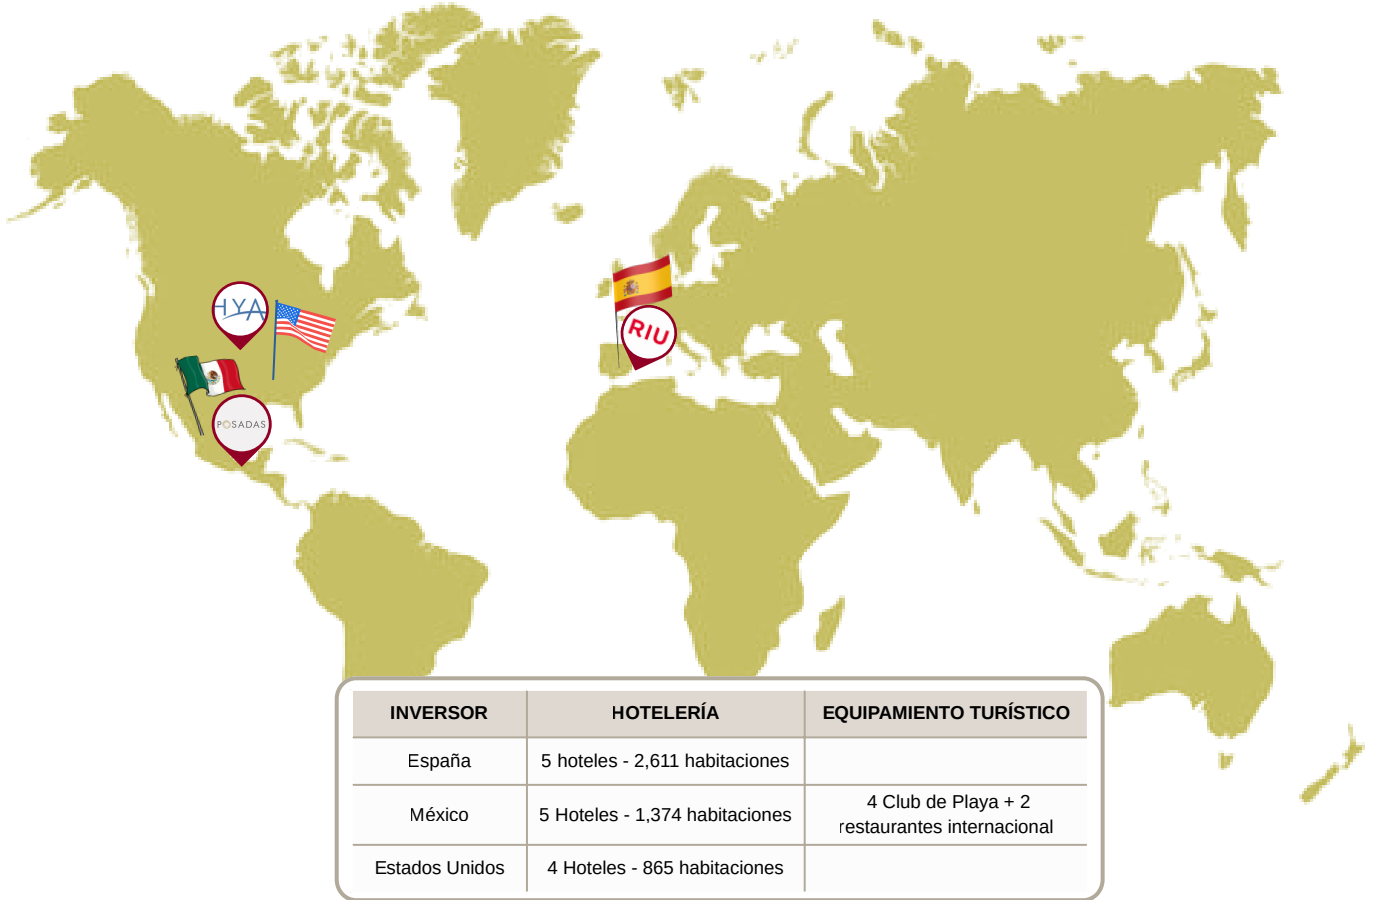 HYA
RIU
POSADAS
INVERSOR HOTELERÍA EQUIPAMIENTO TURÍSTICO
España 5 hoteles - 2,611 habitaciones
México 5 Hoteles - 1,374 habitaciones 4 Club de Playa + 2
restaurantes internacional
Estados Unidos 4 Hoteles - 865 habitaciones